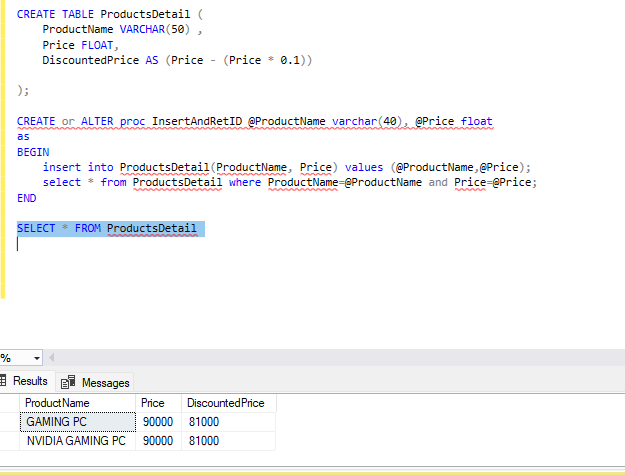 CREATE TABLE ProductsDetail (
ProductName VARCHAR(50) ,
Price FLOAT,
DiscountedPrice AS (Price - (Price * 0.1))
);
CREATE or ALTER proc InsertAndRetID @ProductName varchar(40), @Price float
as
BEGIN
insert into ProductsDetail(ProductName, Price) values (@ProductName,@Price);
select * from ProductsDetail where ProductName=@ProductName and Price=@Price;
END
SELECT * FROM ProductsDetail
%
Results Messages
ProductName Price DiscountedPrice
GAMING PC 90000 81000
NVIDIA GAMING PC 90000 81000